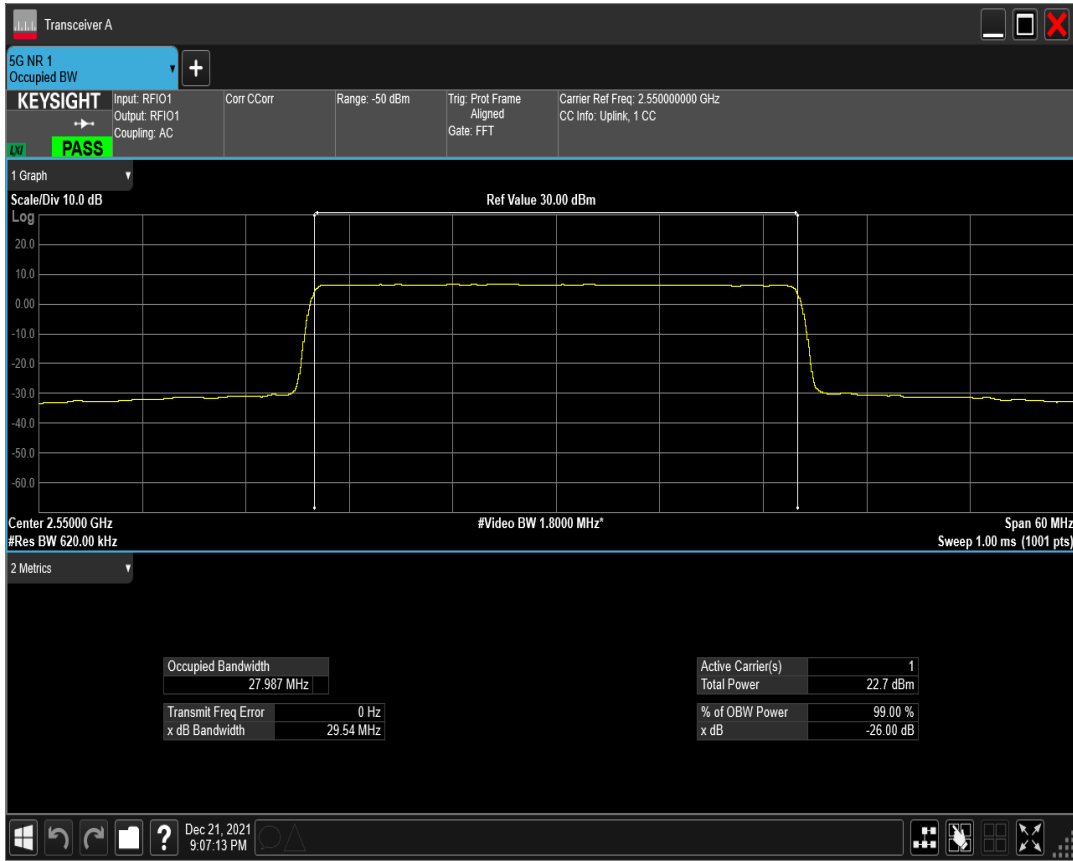 Transceiver A
5G NR 1
Occupied BW
KEYSIGHT
LXI
PASS
Input: RFIO1
Output: RFIO1
Coupling: AC
Corr CCorr
Range: -50 dBm
Trig: Prot Frame
Aligned
Gate: FFT
Carrier Ref Freq: 2.550000000 GHz
CC Info: Uplink, 1 CC
1 Graph
Scale/Div 10.0 dB
Ref Value 30.00 dBm
Log
20.0
10.0
0.00
-10.0
-20.0
-30.0
-40.0
-50.0
-60.0
Center 2.55000 GHz
#Video BW 1.8000 MHz*
Span 60 MHz
#Res BW 620.00 kHz
Sweep 1.00 ms (1001 pts)
2 Metrics
Occupied Bandwidth
27.987 MHz
Transmit Freq Error 0 Hz
x dB Bandwidth 29.54 MHz
Active Carrier(s) 1
Total Power 22.7 dBm
% of OBW Power 99.00 %
x dB -26.00 dB
?
Dec 21, 2021
9:07:13 PM